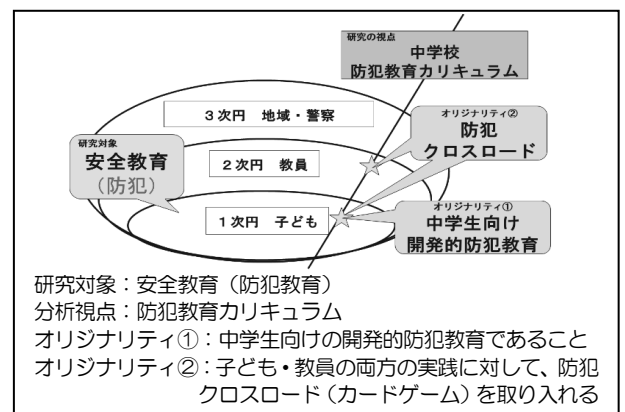 研究の視点
中学校
防犯教育カリキュラム
3次円 地域・警察
オリジナリティ②
防犯
クロスロード
研究対象
安全教育
（防犯）
2次円 教員
1次円 子ども
オリジナリティ①
中学生向け
開発的防犯教育
研究対象：安全教育（防犯教育）
分析視点：防犯教育カリキュラム
オリジナリティ①：中学生向けの開発的防犯教育であること
オリジナリティ②：子ども・教員の両方の実践に対して、防犯
クロスロード（カードゲーム）を取り入れる